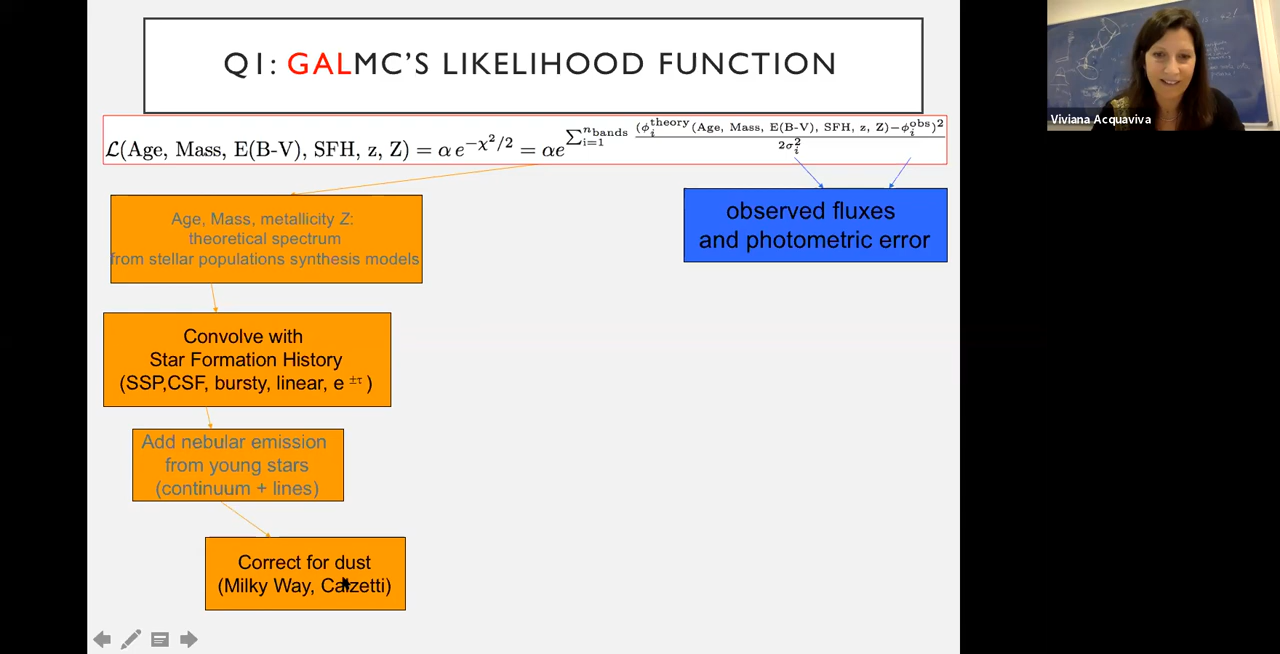 Q1: GALMC'S LIKELIHOOD FUNCTION
Viviana Acquaviva
ℒ(Age, Mass, E(B-V), SFH, z, Z) = α e^{−χ²/2} = αe^{∑_{i=1}^{n_bands} (ϕ_i^theory(Age, Mass, E(B-V), SFH, z, Z)−ϕ_i^obs)² / 2σ_i²}
Age, Mass, metallicity Z:
theoretical spectrum
from stellar populations synthesis models
observed fluxes
and photometric error
Convolve with
Star Formation History
(SSP,CSF, bursty, linear, e ±τ )
Add nebular emission
from young stars
(continuum + lines)
Correct for dust
(Milky Way, Calzetti)